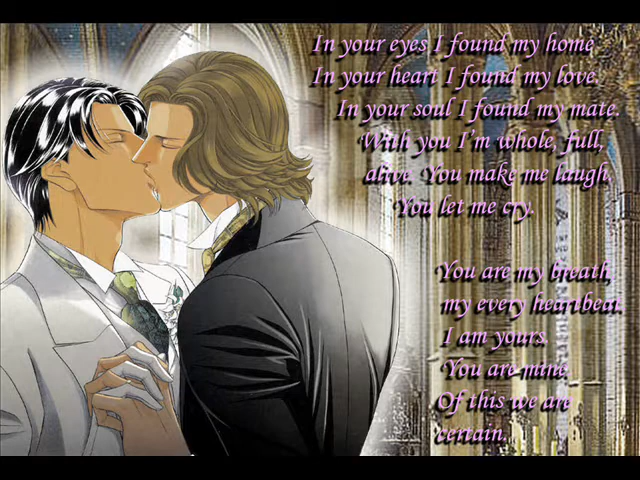 In your eyes I found my home
In your heart I found my love.
In your soul I found my mate.
With you I'm whole, full,
alive. You make me laugh.
You let me cry.
You are my breath,
my every heartbeat.
I am yours.
You are mine
Of this we are
certain.